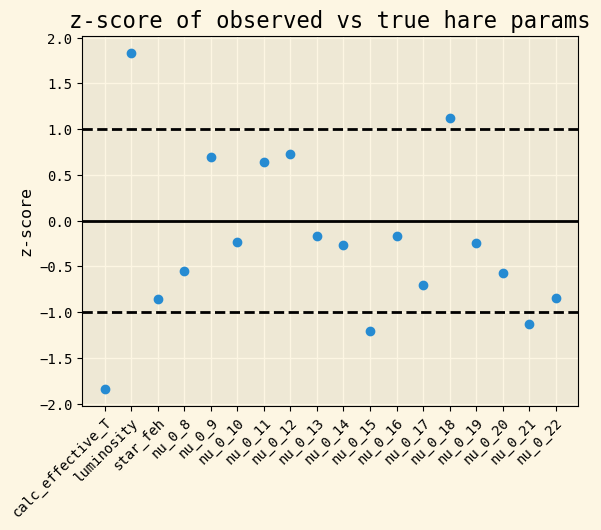 z-score of observed vs true hare params
z-score
2.0
1.5
1.0
0.5
0.0
−0.5
−1.0
−1.5
−2.0
calc_effective_T
luminosity
star_feh
nu_0_8
nu_0_9
nu_0_10
nu_0_11
nu_0_12
nu_0_13
nu_0_14
nu_0_15
nu_0_16
nu_0_17
nu_0_18
nu_0_19
nu_0_20
nu_0_21
nu_0_22